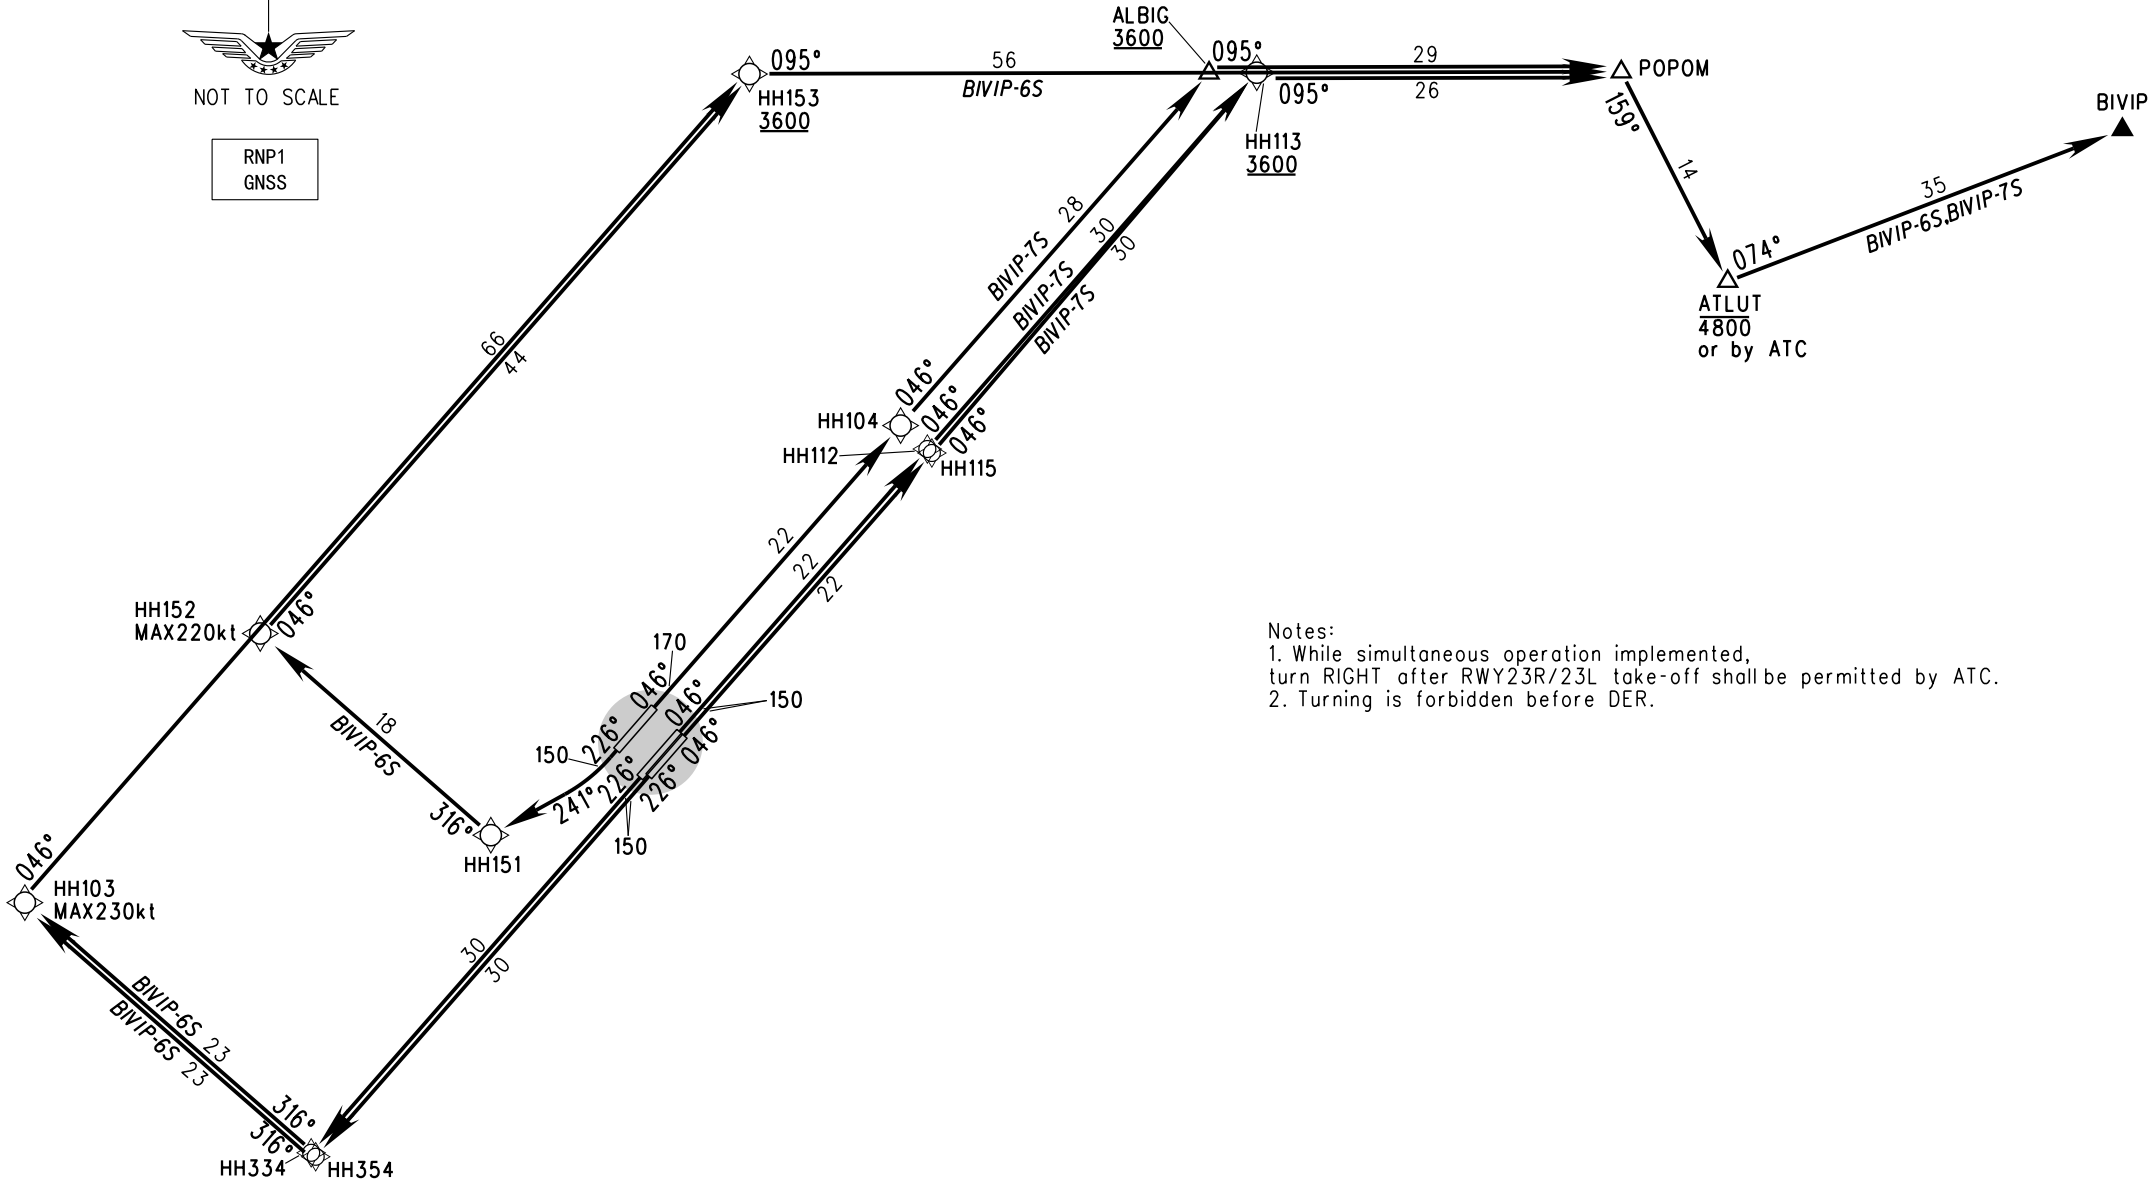 ALBIG
3600
NOT TO SCALE
RNP1
GNSS
095°
HH153
3600
56
BIVIP-6S
095°
29
POPOM
095°
26
HH113
3600
159°
14
BIVIP
35
BIVIP-6S,BIVIP-7S
074°
ATLUT
4800
or by ATC
66
44
28
BIVIP-7S
30
BIVIP-7S
30
BIVIP-7S
046°
HH104
046°
046°
HH112
HH115
22
22
22
HH152
MAX220kt
046°
170
046°
046°
150
046°
18
BIVIP-6S
226°
150
226°
226°
241°
316°
HH151
150
046°
HH103
MAX230kt
30
30
BIVIP-6S 23
BIVIP-6S 23
316°
316°
HH334
HH354
Notes:
1. While simultaneous operation implemented,
turn RIGHT after RWY23R/23L take-off shall be permitted by ATC.
2. Turning is forbidden before DER.